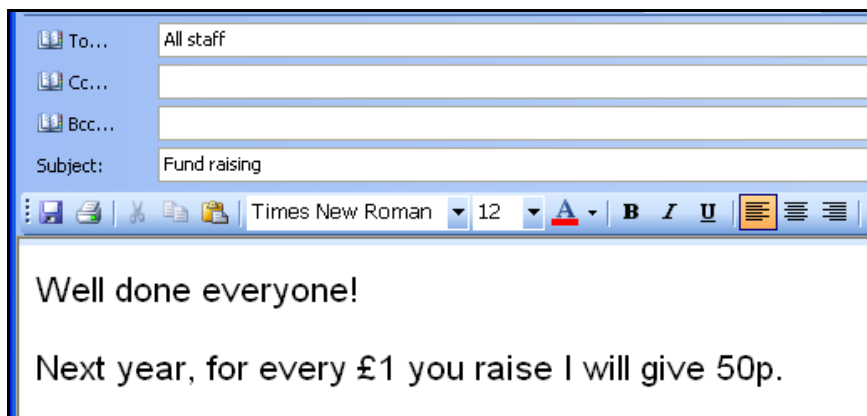 To... All staff
Cc...
Bcc...
Subject: Fund raising
Times New Roman 12 A B I U
Well done everyone!
Next year, for every £1 you raise I will give 50p.